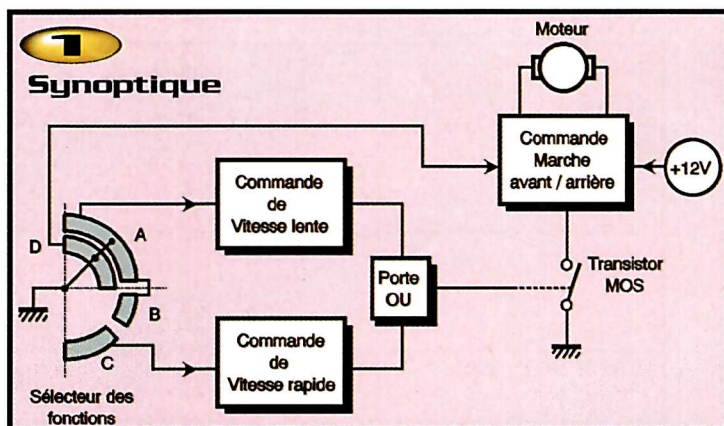 1
Synoptique
Moteur
Commande
Marche
avant / arrière
+12V
Commande
de
Vitesse lente
D
A
B
C
Porte
OU
Transistor
MOS
Commande
de
Vitesse rapide
Sélecteur des
fonctions